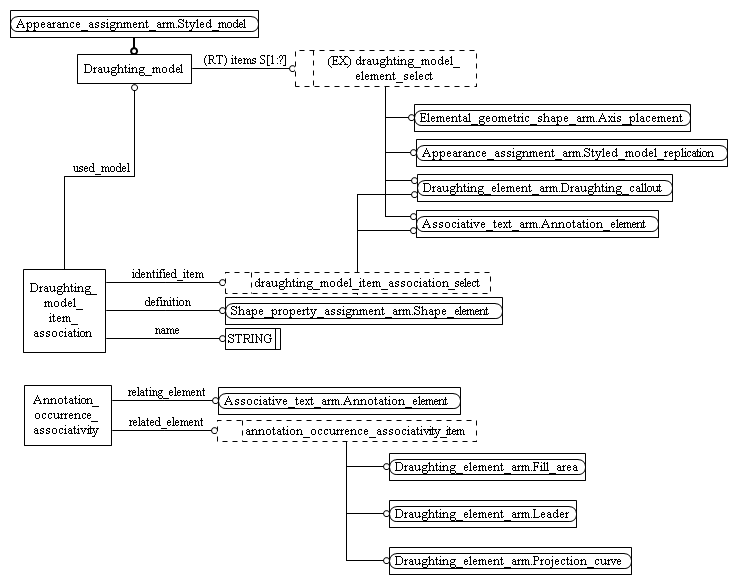 Appearance_assignment_arm.Styled_model
Draughting_model
(RT) items S[1:?]
(EX) draughting_model_
element_select
Elemental_geometric_shape_arm.Axis_placement
Appearance_assignment_arm.Styled_model_replication
used_model
Draughting_element_arm.Draughting_callout
Associative_text_arm.Annotation_element
Draughting_
model_
item_
association
identified_item
draughting_model_item_association_select
definition
Shape_property_assignment_arm.Shape_element
name
STRING
Annotation_
occurrence_
associativity
relating_element
Associative_text_arm.Annotation_element
related_element
annotation_occurrence_associativity_item
Draughting_element_arm.Fill_area
Draughting_element_arm.Leader
Draughting_element_arm.Projection_curve